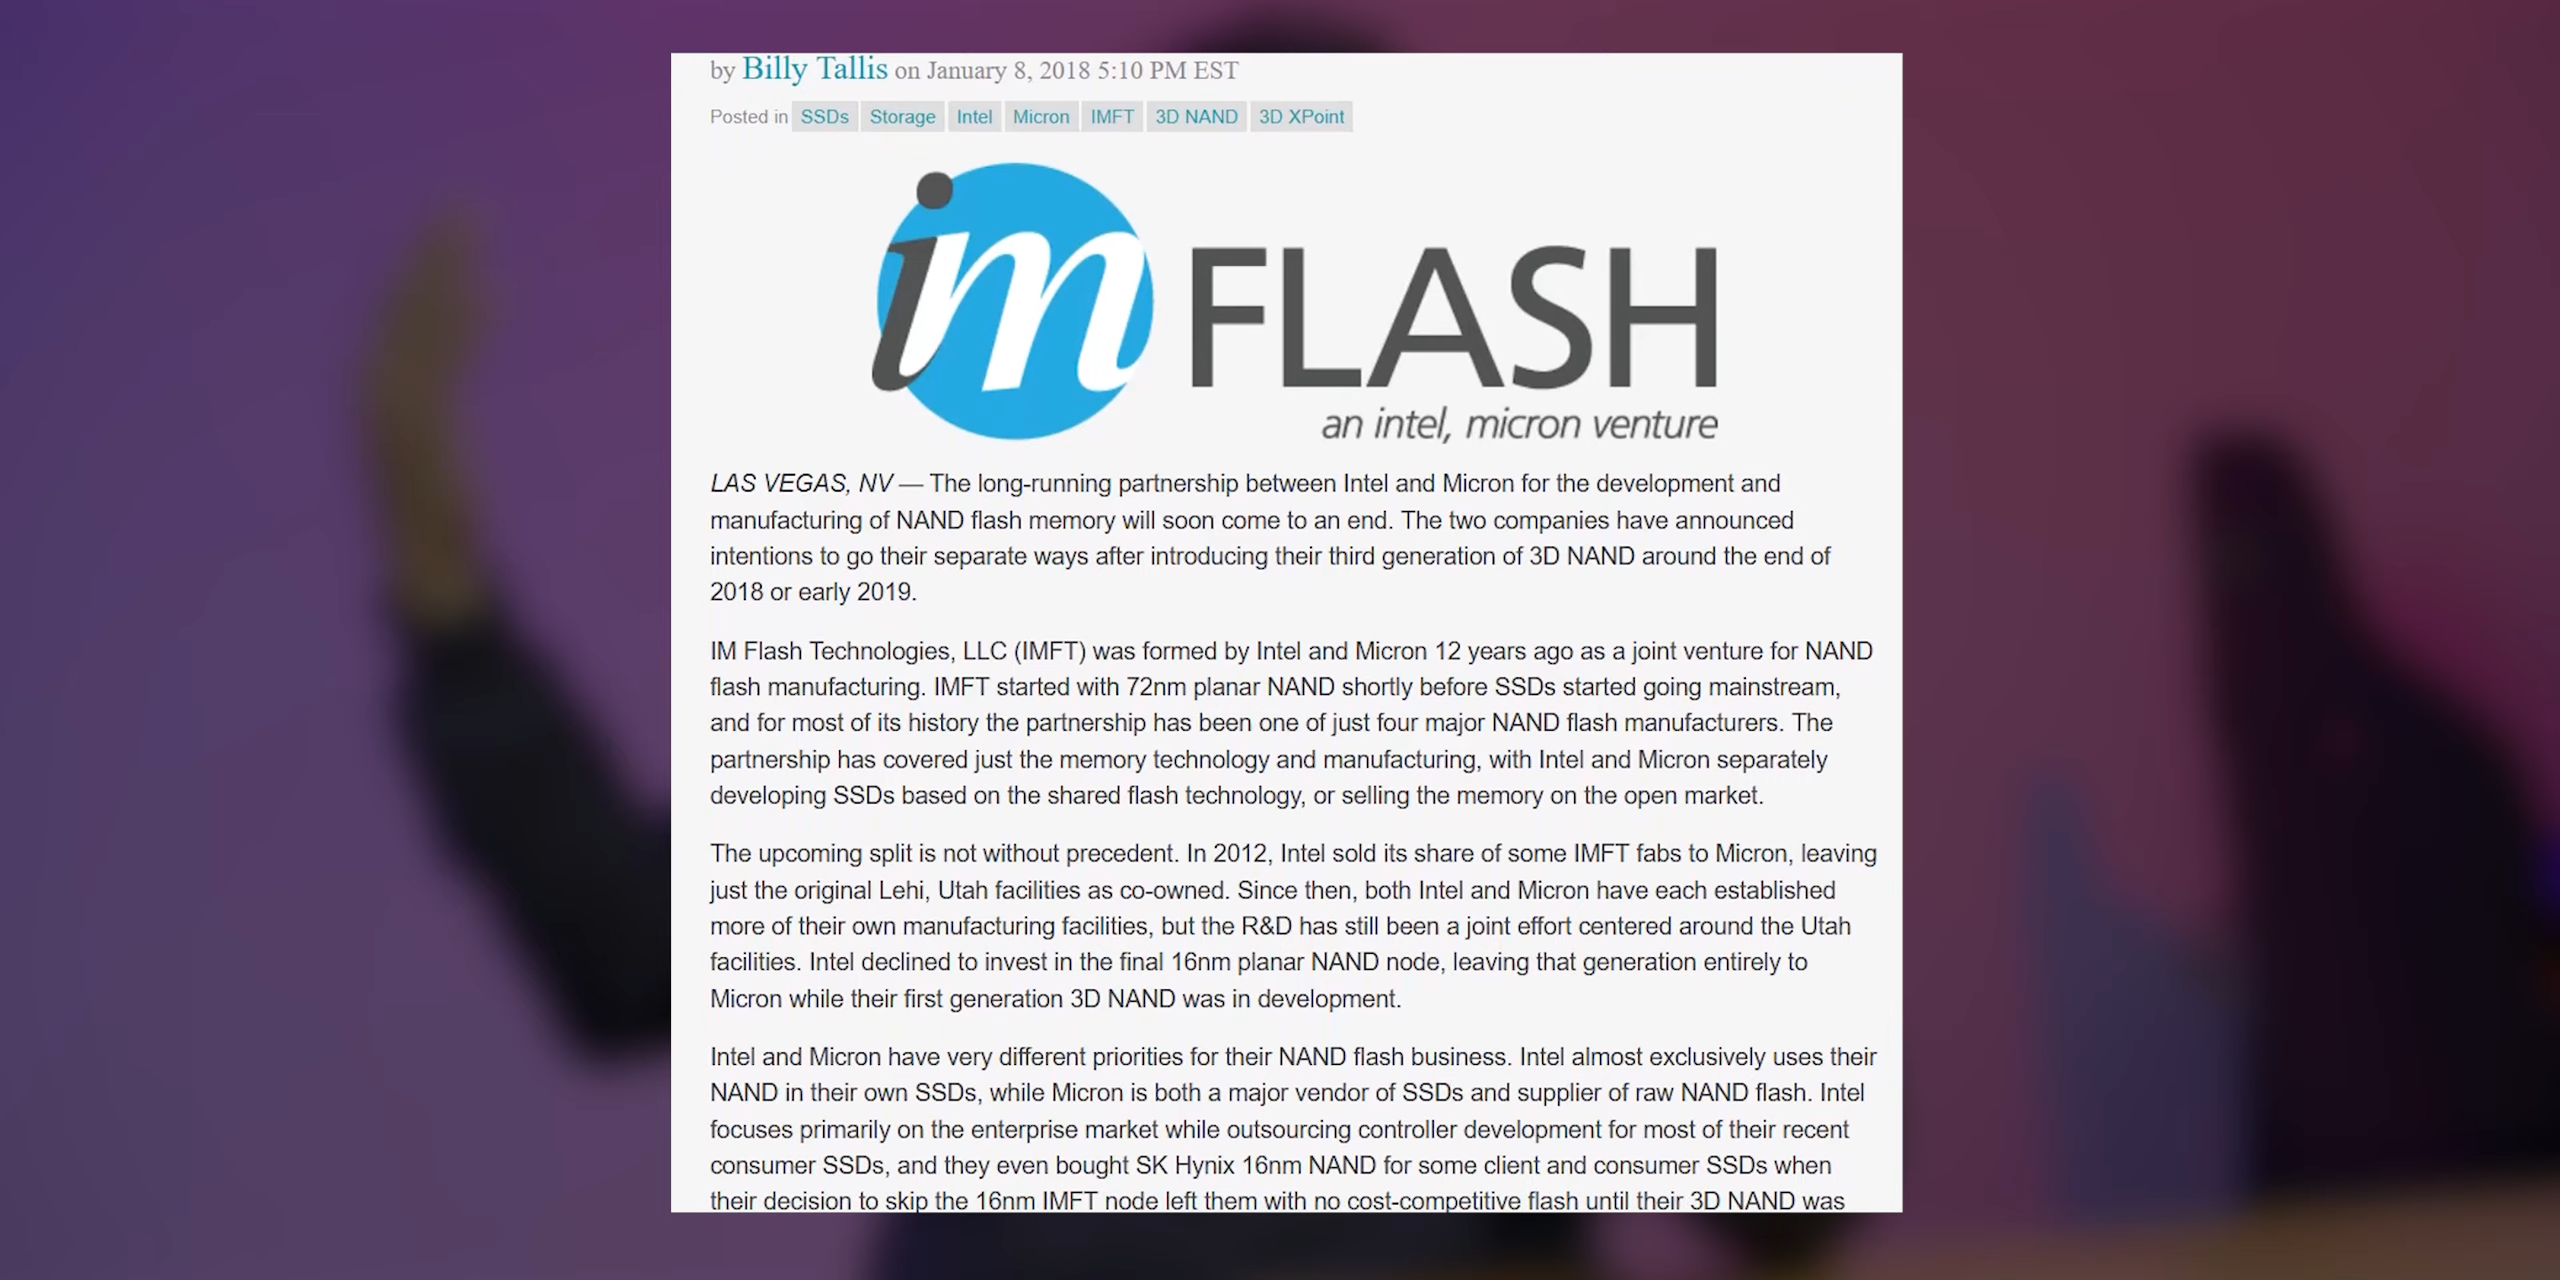 by Billy Tallis on January 8, 2018 5:10 PM EST
Posted in SSDs Storage Intel Micron IMFT 3D NAND 3D XPoint
im FLASH
an intel, micron venture
LAS VEGAS, NV — The long-running partnership between Intel and Micron for the development and
manufacturing of NAND flash memory will soon come to an end. The two companies have announced
intentions to go their separate ways after introducing their third generation of 3D NAND around the end of
2018 or early 2019.
IM Flash Technologies, LLC (IMFT) was formed by Intel and Micron 12 years ago as a joint venture for NAND
flash manufacturing. IMFT started with 72nm planar NAND shortly before SSDs started going mainstream,
and for most of its history the partnership has been one of just four major NAND flash manufacturers. The
partnership has covered just the memory technology and manufacturing, with Intel and Micron separately
developing SSDs based on the shared flash technology, or selling the memory on the open market.
The upcoming split is not without precedent. In 2012, Intel sold its share of some IMFT fabs to Micron, leaving
just the original Lehi, Utah facilities as co-owned. Since then, both Intel and Micron have each established
more of their own manufacturing facilities, but the R&D has still been a joint effort centered around the Utah
facilities. Intel declined to invest in the final 16nm planar NAND node, leaving that generation entirely to
Micron while their first generation 3D NAND was in development.
Intel and Micron have very different priorities for their NAND flash business. Intel almost exclusively uses their
NAND in their own SSDs, while Micron is both a major vendor of SSDs and supplier of raw NAND flash. Intel
focuses primarily on the enterprise market while outsourcing controller development for most of their recent
consumer SSDs, and they even bought SK Hynix 16nm NAND for some client and consumer SSDs when
their decision to skip the 16nm IMFT node left them with no cost-competitive flash until their 3D NAND was